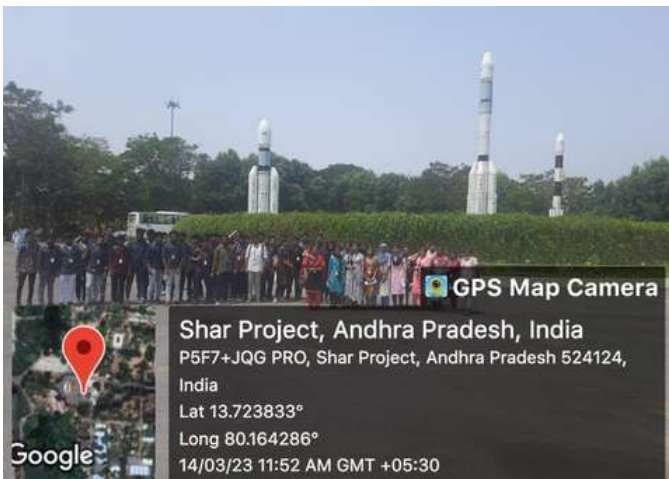 GPS Map Camera
Shar Project, Andhra Pradesh, India
P5F7+JQG PRO, Shar Project, Andhra Pradesh 524124,
India
Lat 13.723833°
Long 80.164286°
14/03/23 11:52 AM GMT +05:30
Google